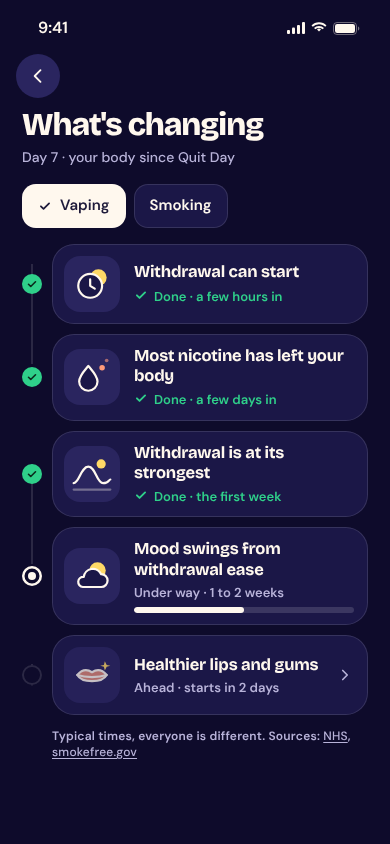 9:41
What's changing
Day 7 · your body since Quit Day
Vaping
Smoking
Withdrawal can start
Done · a few hours in
Most nicotine has left your
body
Done · a few days in
Withdrawal is at its
strongest
Done · the first week
Mood swings from
withdrawal ease
Under way · 1 to 2 weeks
Healthier lips and gums
Ahead · starts in 2 days
Typical times, everyone is different. Sources: NHS,
smokefree.gov